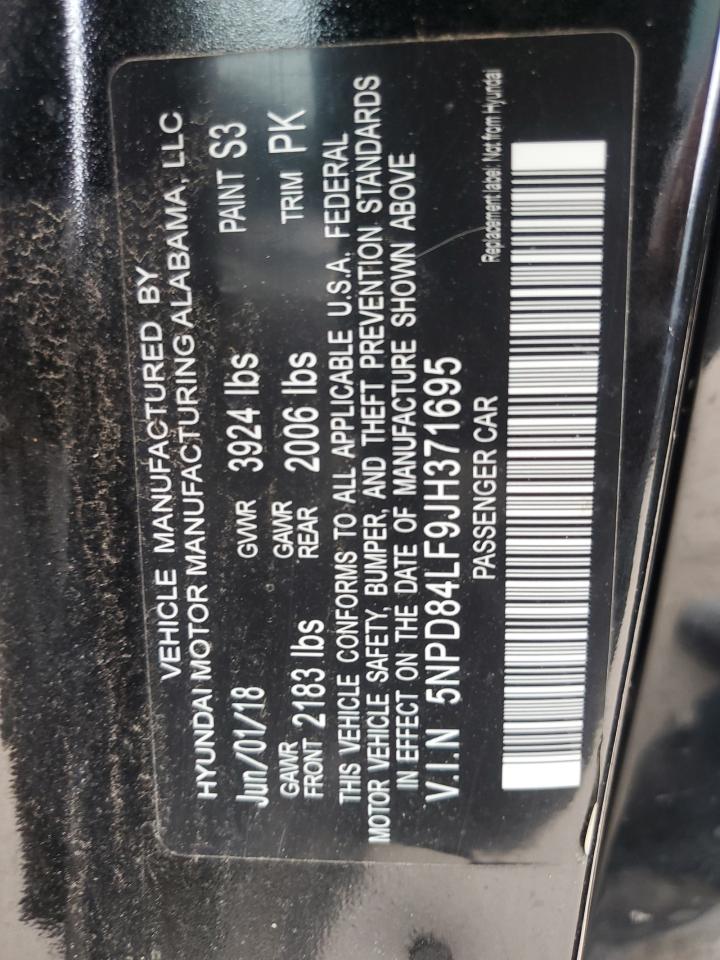 VEHICLE MANUFACTURED BY
HYUNDAI MOTOR MANUFACTURING ALABAMA, LLC
Jun/01/18 GVWR 3924 lbs PAINT S3
GAWR FRONT 2183 lbs GAWR REAR 2006 lbs TRIM PK
THIS VEHICLE CONFORMS TO ALL APPLICABLE U.S.A. FEDERAL
MOTOR VEHICLE SAFETY, BUMPER, AND THEFT PREVENTION STANDARDS
IN EFFECT ON THE DATE OF MANUFACTURE SHOWN ABOVE
V.I.N 5NPD84LF9JH371695
PASSENGER CAR
Replacement label. Not from Hyundai